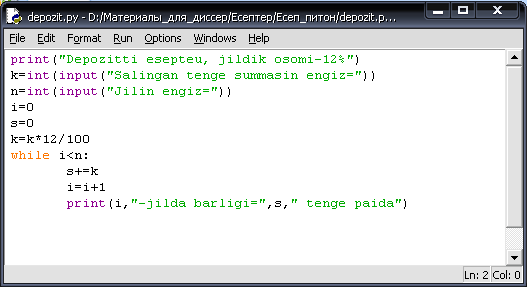 depozit.py - D:/Материалы_для_диссер/Есептер/Есеп_питон/depozit.p...
File Edit Format Run Options Windows Help
print("Depozitti esepteu, jildik osomi-12%")
k=int(input("Salingan tenge summasin engiz="))
n=int(input("Jilin engiz="))
i=0
s=0
k=k*12/100
while i<n:
        s+=k
        i=i+1
        print(i,"-jilda barligi=",s," tenge paida")
Ln: 2 Col: 0